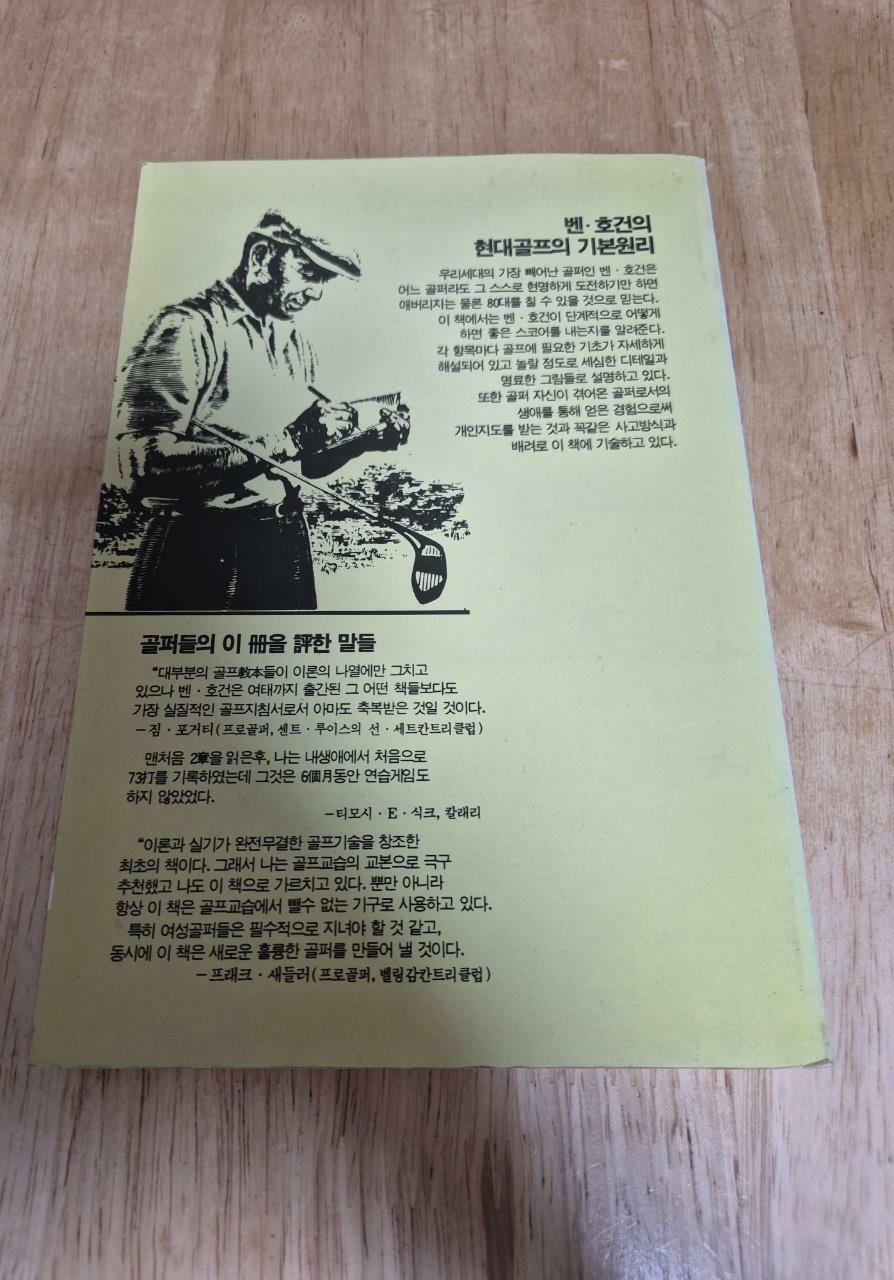 벤·호건의
현대골프의 기본원리
우리세대의 가장 빼어난 골퍼인 벤·호건은
어느 골퍼라도 그 스스로 현명하게 도전하기만 하면
애버리지는 물론 80대를 칠 수 있을 것으로 믿는다.
이 책에서는 벤·호건이 단계적으로 어떻게
하면 좋은 스코어를 내는지를 알려준다.
각 항목마다 골프에 필요한 기초가 자세하게
해설되어 있고 놀랄 정도로 세심한 디테일과
명료한 그림들로 설명하고 있다.
또한 골퍼 자신이 겪어온 골퍼로서의
생애를 통해 얻은 경험으로써
개인지도를 받는 것과 꼭같은 사고방식과
배려로 이 책에 기술하고 있다.
골퍼들의 이 冊을 評한 말들
"대부분의 골프敎本들이 이론의 나열에만 그치고
있으나 벤·호건은 여태까지 출간된 그 어떤 책들보다도
가장 실질적인 골프지침서로서 아마도 축복받은 것일 것이다.
－짐·포거티(프로골퍼, 센트·루이스의 선·세트칸트리클럽)
맨처음 2章을 읽은후, 나는 내생애에서 처음으로
73打를 기록하였는데 그것은 6個月동안 연습게임도
하지 않았었다.
－티모시·E·식크, 칼래리
"이론과 실기가 완전무결한 골프기술을 창조한
최초의 책이다. 그래서 나는 골프교습의 교본으로 극구
추천했고 나도 이 책으로 가르치고 있다. 뿐만 아니라
항상 이 책은 골프교습에서 뺄수 없는 기구로 사용하고 있다.
특히 여성골퍼들은 필수적으로 지녀야 할 것 같고,
동시에 이 책은 새로운 훌륭한 골퍼를 만들어 낼 것이다.
－프래크·새들러(프로골퍼, 벨링감칸트리클럽)